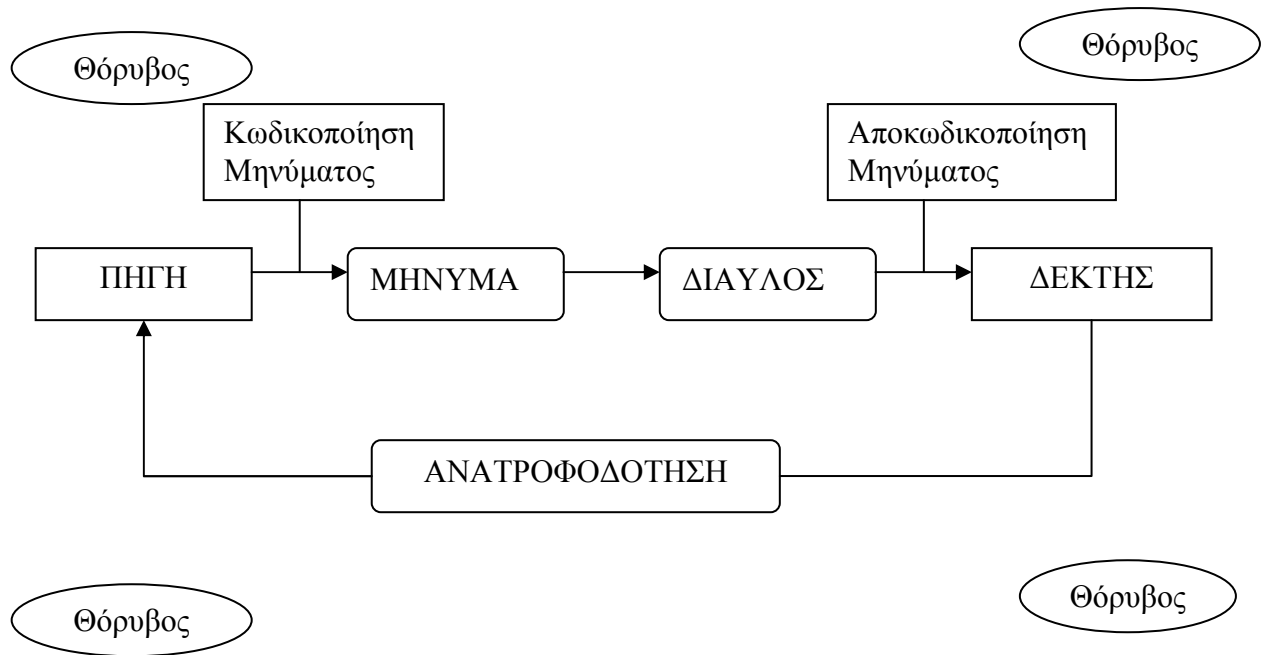 Θόρυβος
Θόρυβος
Κωδικοποίηση
Μηνύματος
Αποκωδικοποίηση
Μηνύματος
ΠΗΓΗ
ΜΗΝΥΜΑ
ΔΙΑΥΛΟΣ
ΔΕΚΤΗΣ
ΑΝΑΤΡΟΦΟΔΟΤΗΣΗ
Θόρυβος
Θόρυβος